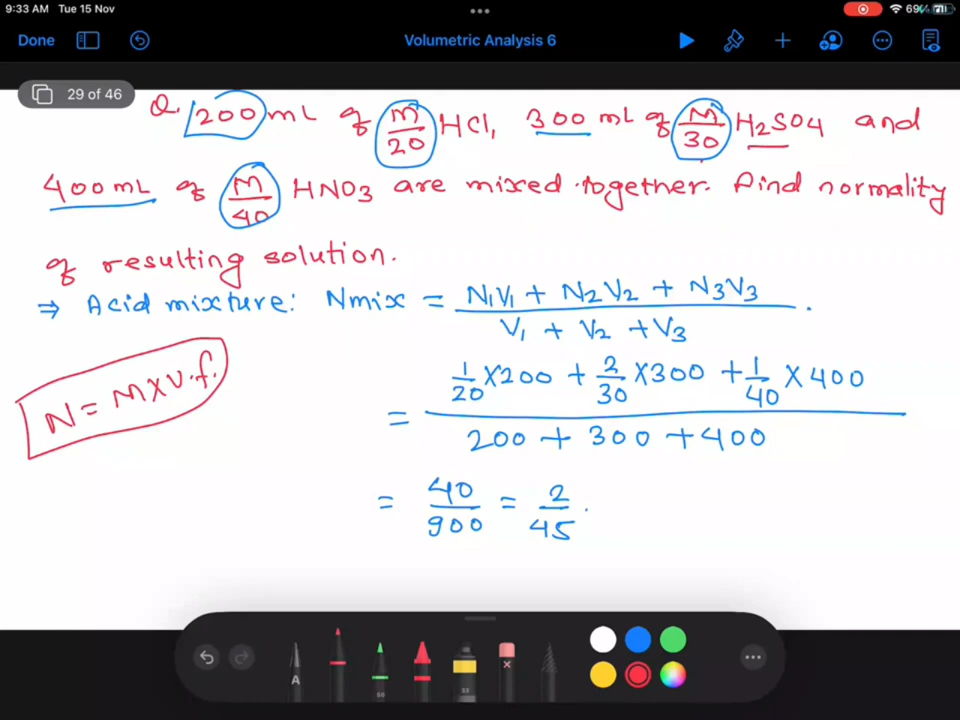 9:33 AM Tue 15 Nov
69%
Done
Volumetric Analysis 6
29 of 46
Q. 200 mL of M/20 HCl, 300 mL of M/30 H2SO4 and
400 mL of M/40 HNO3 are mixed together. Find normality
of resulting solution.
⇒ Acid mixture: Nmix = N1V1 + N2V2 + N3V3 / V1 + V2 + V3 .
N = M×v.f.
= 1/20 × 200 + 2/30 × 300 + 1/40 × 400 / 200 + 300 + 400
= 40/900 = 2/45 .
A